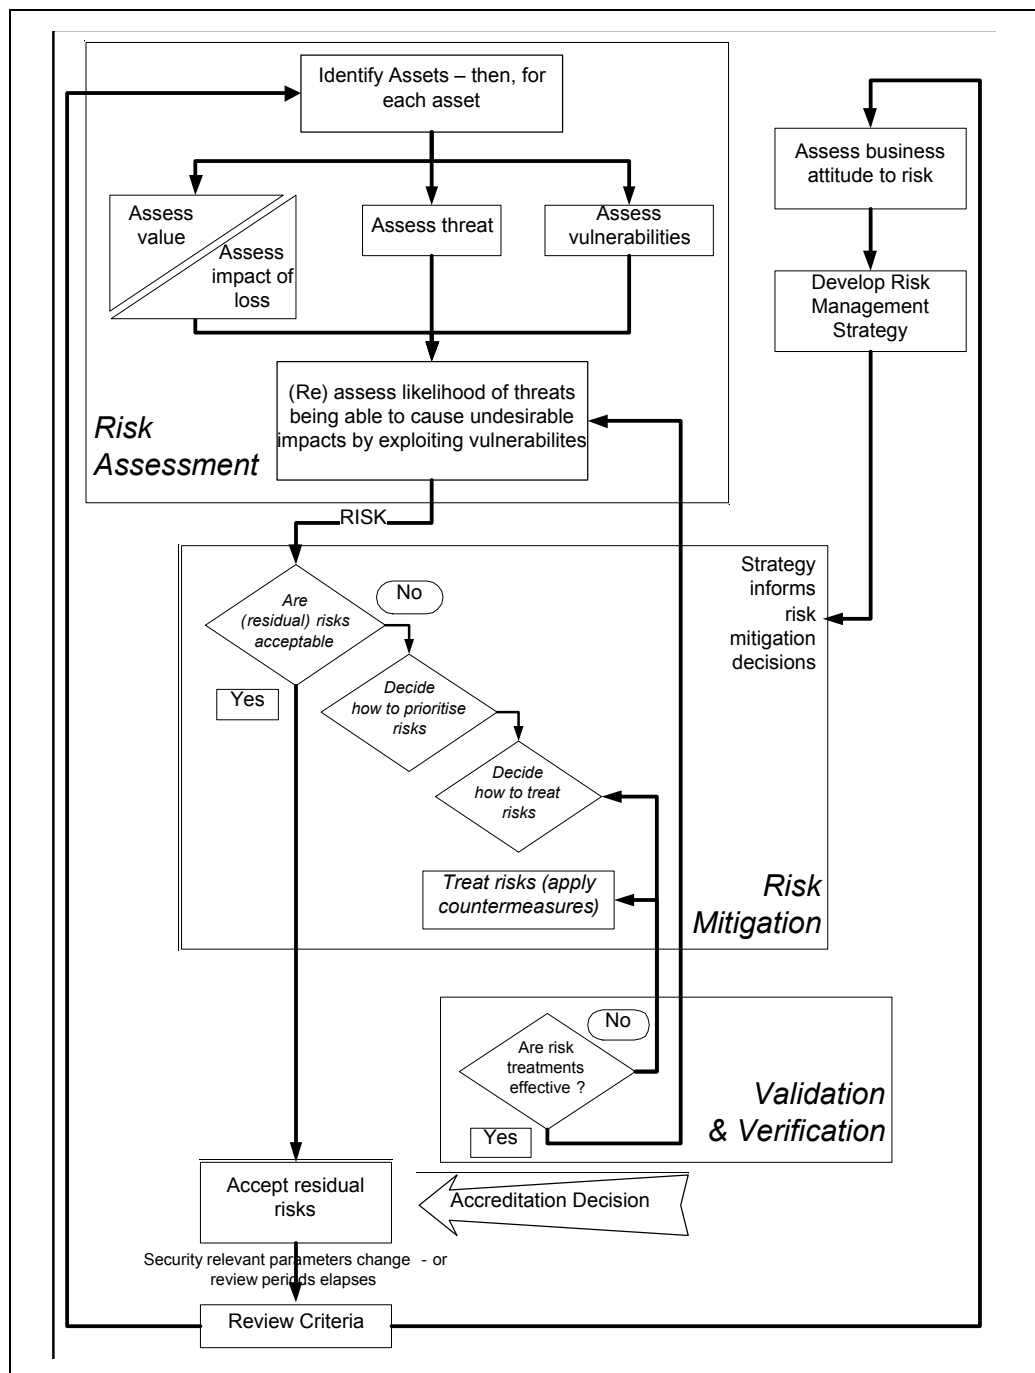 Identify Assets – then, for
each asset
Assess
value
Assess
impact of
loss
Assess threat
Assess
vulnerabilities
Assess business
attitude to risk
Develop Risk
Management
Strategy
(Re) assess likelihood of threats
being able to cause undesirable
impacts by exploiting vulnerabilites
Risk
Assessment
RISK
Are
(residual) risks
acceptable
No
Yes
Strategy
informs
risk
mitigation
decisions
Decide
how to prioritise
risks
Decide
how to treat
risks
Treat risks (apply
countermeasures)
Risk
Mitigation
No
Are risk
treatments
effective ?
Yes
Validation
& Verification
Accept residual
risks
Accreditation Decision
Security relevant parameters change - or
review periods elapses
Review Criteria